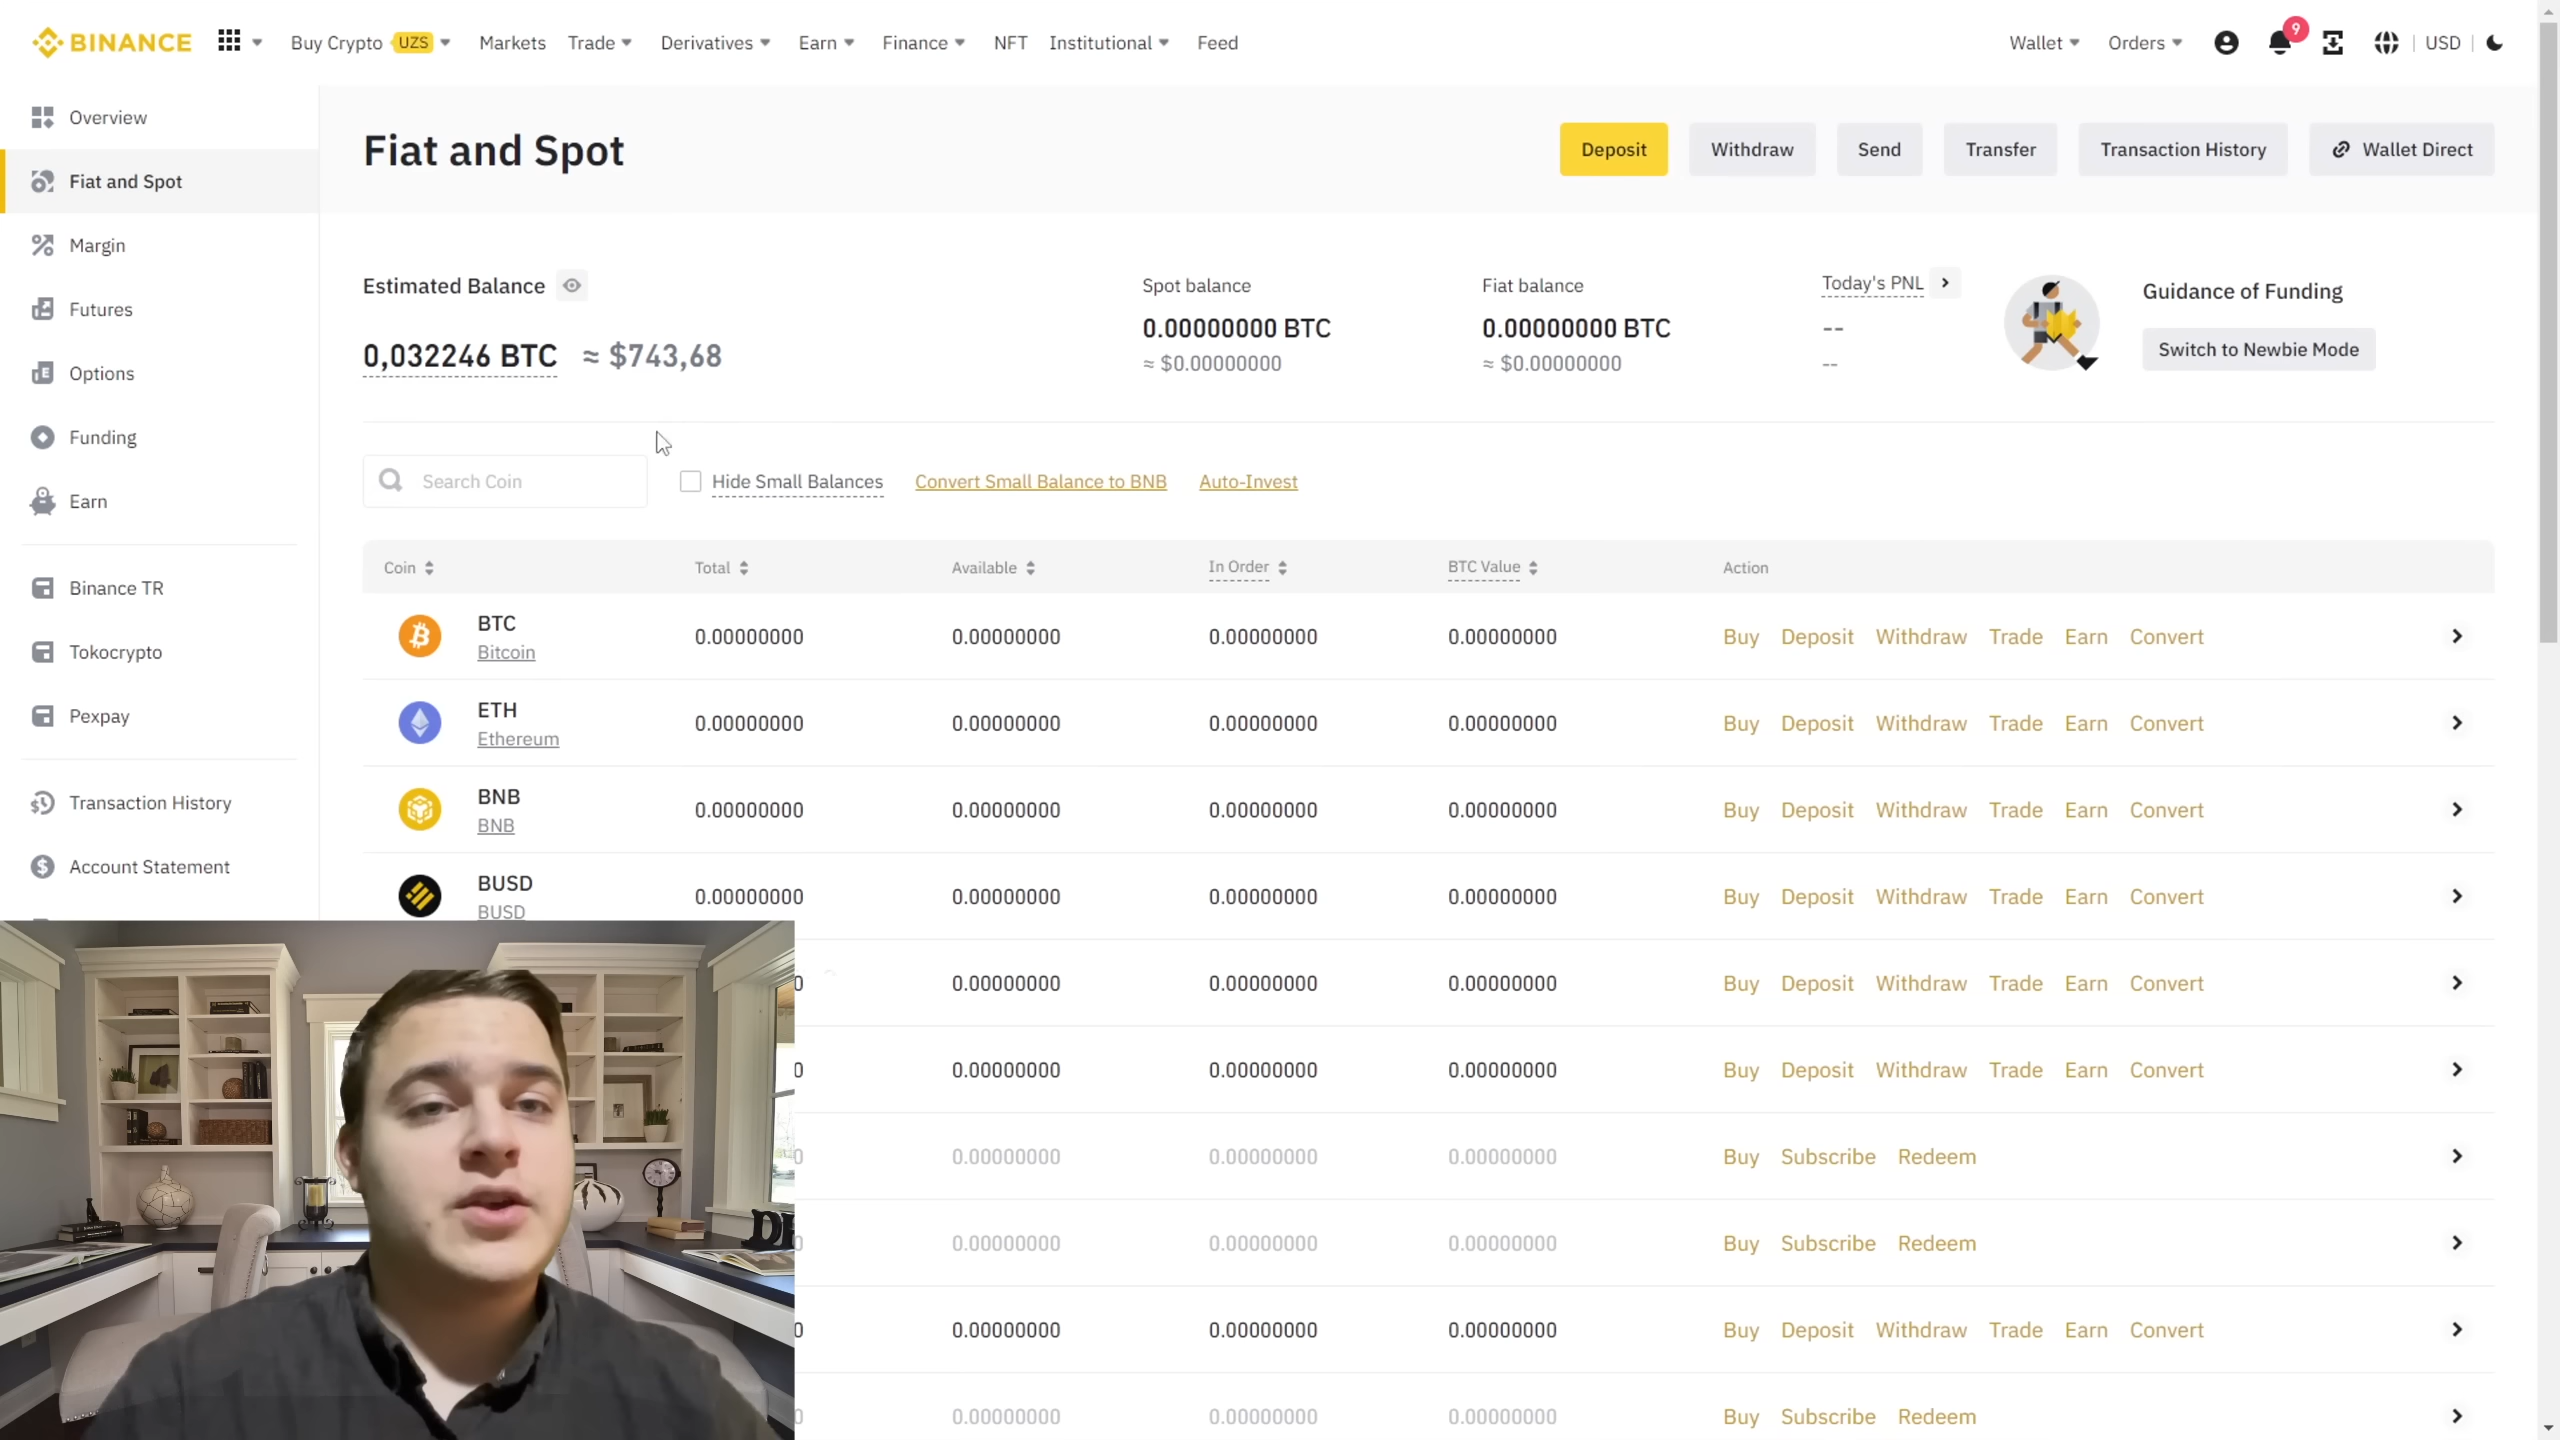 BINANCE Buy Crypto UZS Markets Trade Derivatives Earn Finance NFT Institutional Feed Wallet Orders 9 USD
Overview
Fiat and Spot
Margin
Futures
Options
Funding
Earn
Binance TR
Tokocrypto
Pexpay
Transaction History
Account Statement
Fiat and Spot
Deposit Withdraw Send Transfer Transaction History Wallet Direct
Estimated Balance
0,032246 BTC ≈ $743,68
Spot balance
0.00000000 BTC
≈ $0.00000000
Fiat balance
0.00000000 BTC
≈ $0.00000000
Today's PNL
--
--
Guidance of Funding
Switch to Newbie Mode
Search Coin Hide Small Balances Convert Small Balance to BNB Auto-Invest
Coin Total Available In Order BTC Value Action
BTC
Bitcoin
0.00000000 0.00000000 0.00000000 0.00000000 Buy Deposit Withdraw Trade Earn Convert
ETH
Ethereum
0.00000000 0.00000000 0.00000000 0.00000000 Buy Deposit Withdraw Trade Earn Convert
BNB
BNB
0.00000000 0.00000000 0.00000000 0.00000000 Buy Deposit Withdraw Trade Earn Convert
BUSD
BUSD
0.00000000 0.00000000 0.00000000 0.00000000 Buy Deposit Withdraw Trade Earn Convert
0 0.00000000 0.00000000 0.00000000 Buy Deposit Withdraw Trade Earn Convert
0 0.00000000 0.00000000 0.00000000 Buy Deposit Withdraw Trade Earn Convert
0 0.00000000 0.00000000 0.00000000 Buy Subscribe Redeem
0 0.00000000 0.00000000 0.00000000 Buy Subscribe Redeem
0 0.00000000 0.00000000 0.00000000 Buy Deposit Withdraw Trade Earn Convert
0 0.00000000 0.00000000 0.00000000 Buy Subscribe Redeem